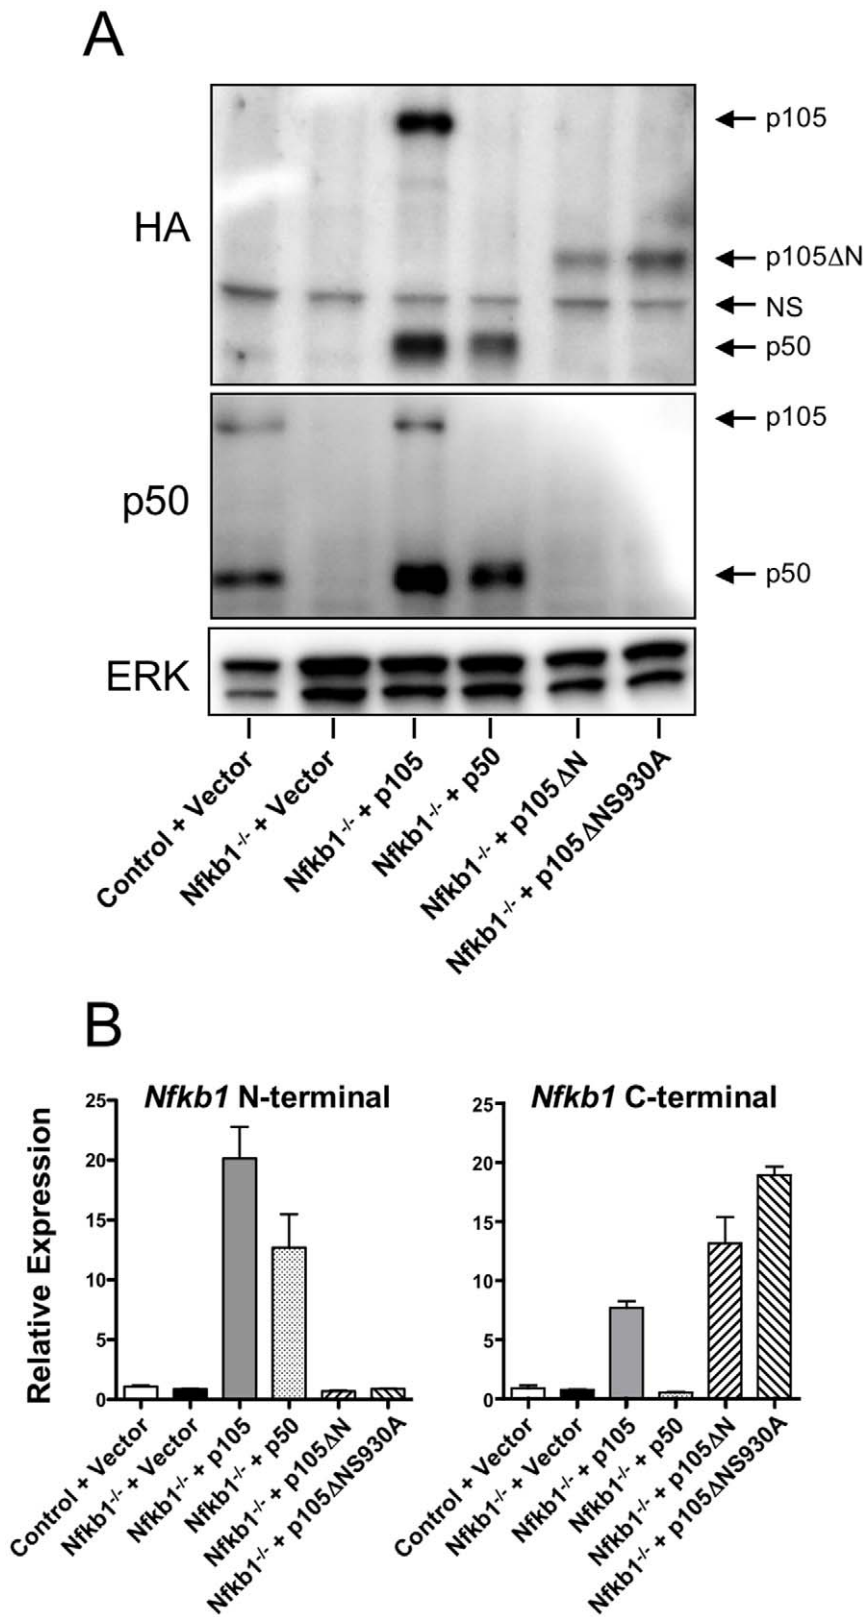 A
HA
p105
p105ΔN
NS
p50
p50
p105
p50
ERK
Control + Vector
Nfkb1-/- + Vector
Nfkb1-/- + p105
Nfkb1-/- + p50
Nfkb1-/- + p105ΔN
Nfkb1-/- + p105ΔNS930A
B
Nfkb1 N-terminal
Relative Expression
25
20
15
10
5
0
Control + Vector
Nfkb1-/- + Vector
Nfkb1-/- + p105
Nfkb1-/- + p50
Nfkb1-/- + p105ΔN
Nfkb1-/- + p105ΔNS930A
Nfkb1 C-terminal
25
20
15
10
5
0
Control + Vector
Nfkb1-/- + Vector
Nfkb1-/- + p105
Nfkb1-/- + p50
Nfkb1-/- + p105ΔN
Nfkb1-/- + p105ΔNS930A